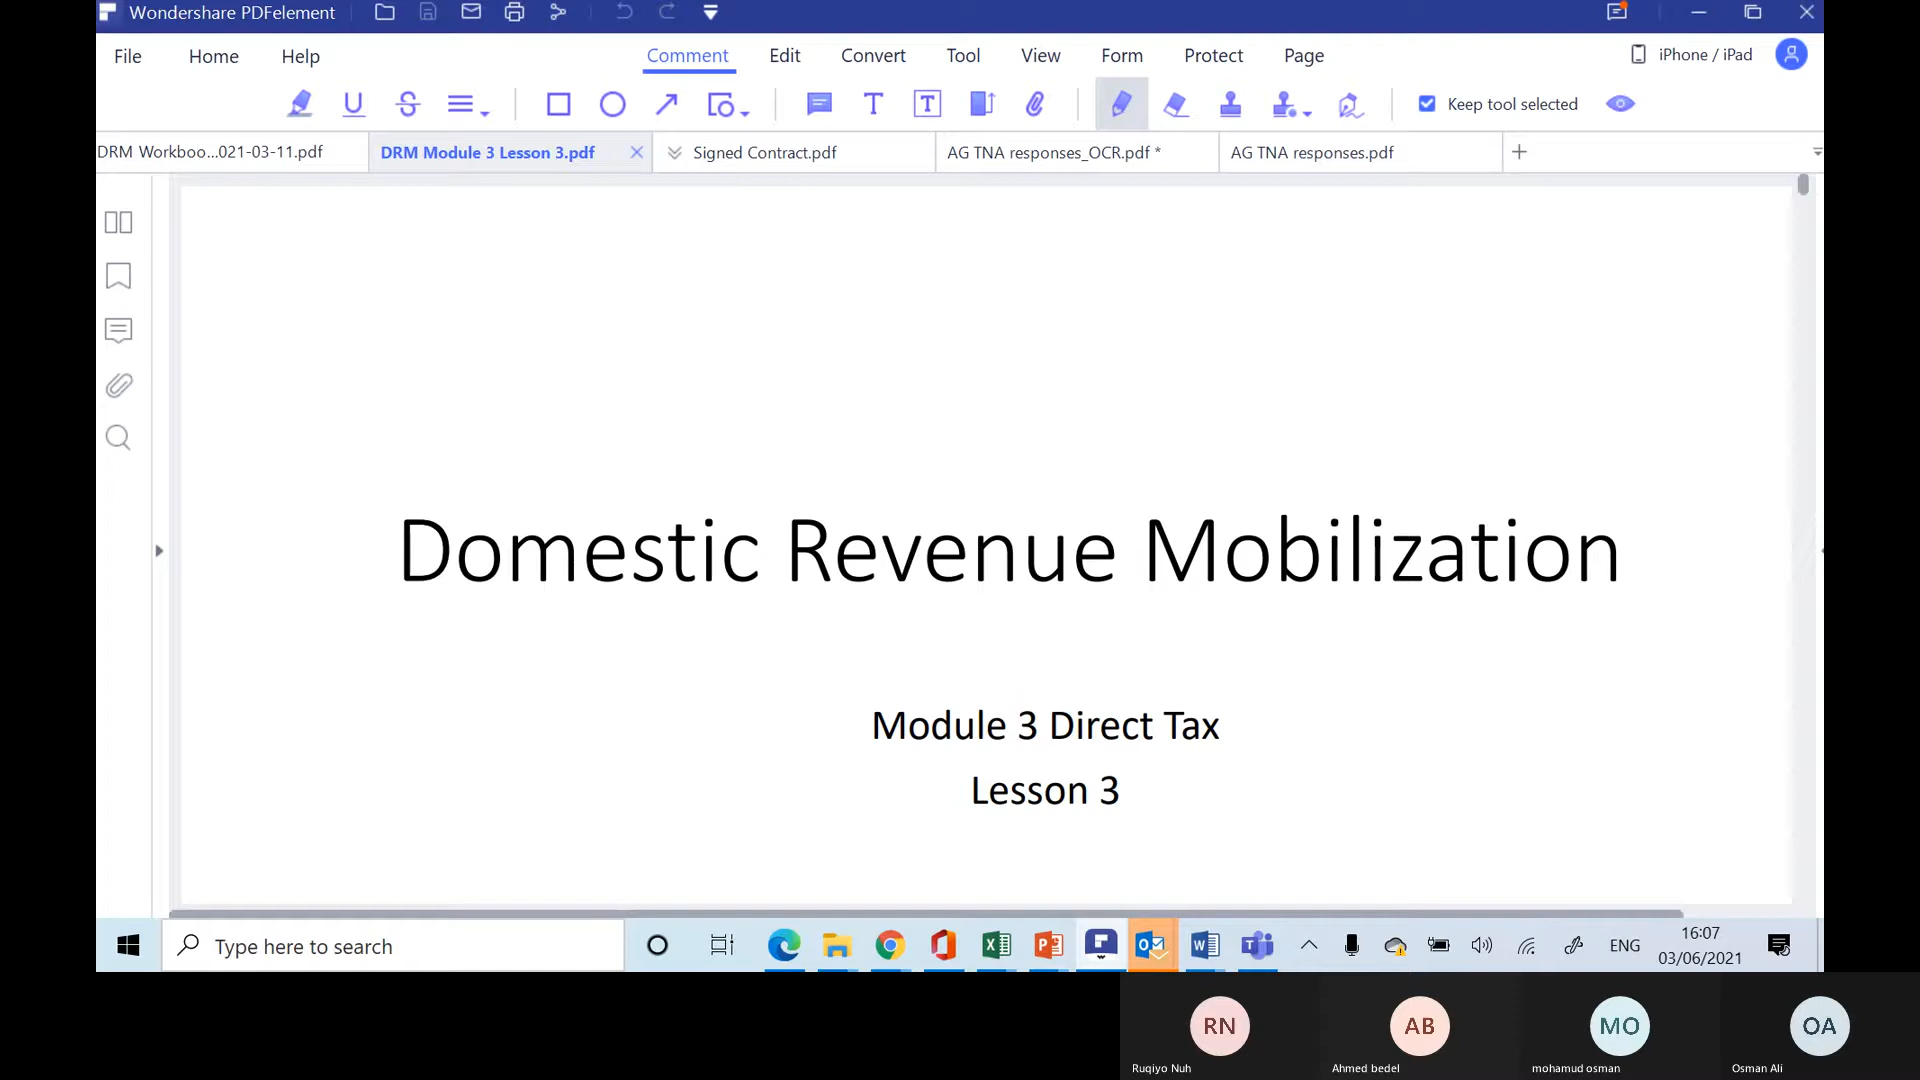 Wondershare PDFelement
File Home Help Comment Edit Convert Tool View Form Protect Page iPhone / iPad
Keep tool selected
DRM Workboo...021-03-11.pdf DRM Module 3 Lesson 3.pdf Signed Contract.pdf AG TNA responses_OCR.pdf * AG TNA responses.pdf
Domestic Revenue Mobilization
Module 3 Direct Tax
Lesson 3
Type here to search
ENG
16:07
03/06/2021
RN AB MO OA
Ruqiyo Nuh Ahmed bedel mohamud osman Osman Ali